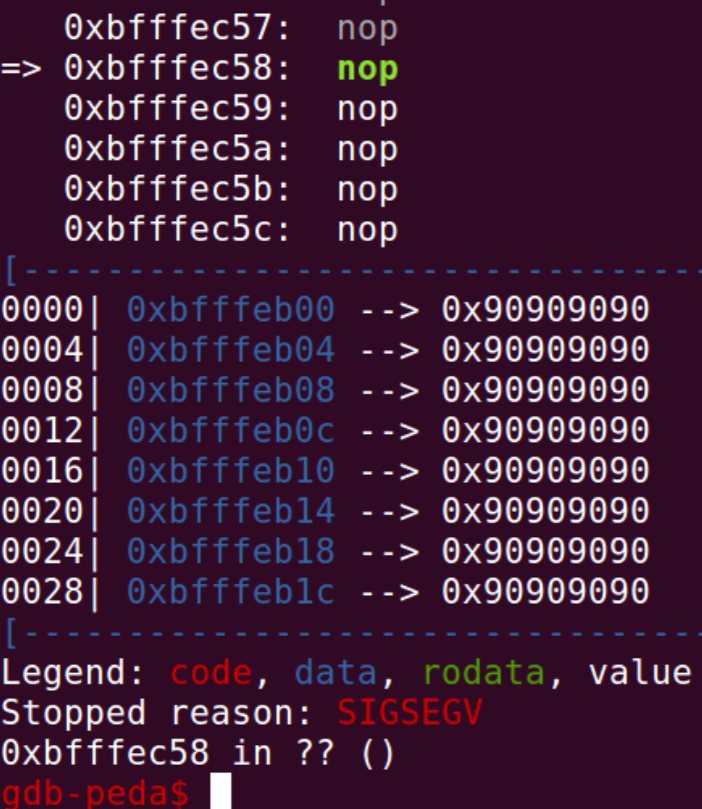 0xbfffec57:  nop
=> 0xbfffec58:  nop
0xbfffec59:  nop
0xbfffec5a:  nop
0xbfffec5b:  nop
0xbfffec5c:  nop
[---------------------------------
0000| 0xbfffeb00 --> 0x90909090
0004| 0xbfffeb04 --> 0x90909090
0008| 0xbfffeb08 --> 0x90909090
0012| 0xbfffeb0c --> 0x90909090
0016| 0xbfffeb10 --> 0x90909090
0020| 0xbfffeb14 --> 0x90909090
0024| 0xbfffeb18 --> 0x90909090
0028| 0xbfffeb1c --> 0x90909090
[---------------------------------
Legend: code, data, rodata, value
Stopped reason: SIGSEGV
0xbfffec58 in ?? ()
gdb-peda$